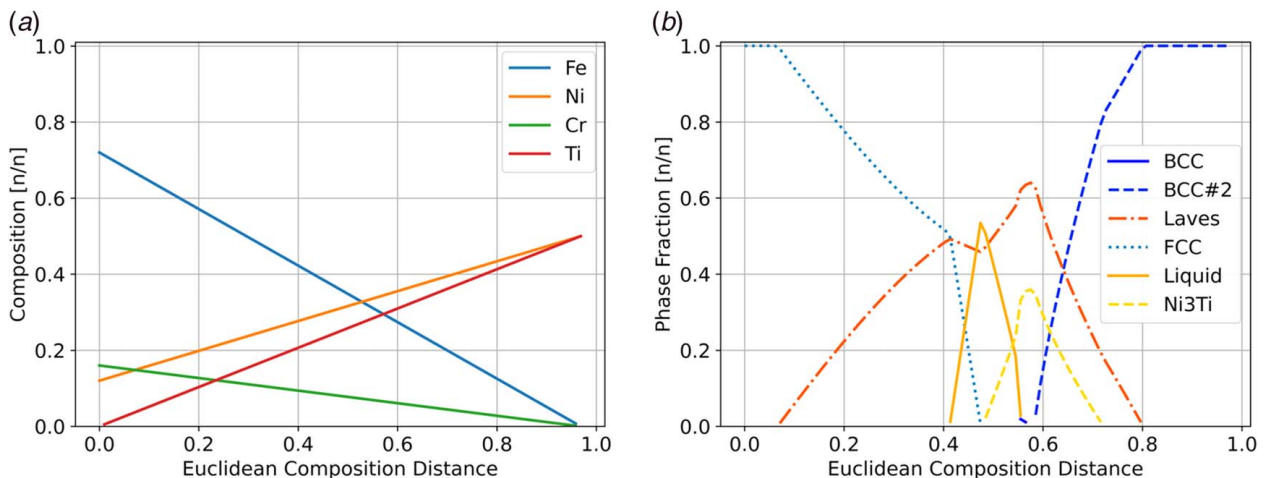 (a)
1.0
0.8
0.6
0.4
0.2
0.0
Composition [n/n]
Fe
Ni
Cr
Ti
0.0 0.2 0.4 0.6 0.8 1.0
Euclidean Composition Distance
(b)
1.0
0.8
0.6
0.4
0.2
0.0
Phase Fraction [n/n]
BCC
BCC#2
Laves
FCC
Liquid
Ni3Ti
0.0 0.2 0.4 0.6 0.8 1.0
Euclidean Composition Distance